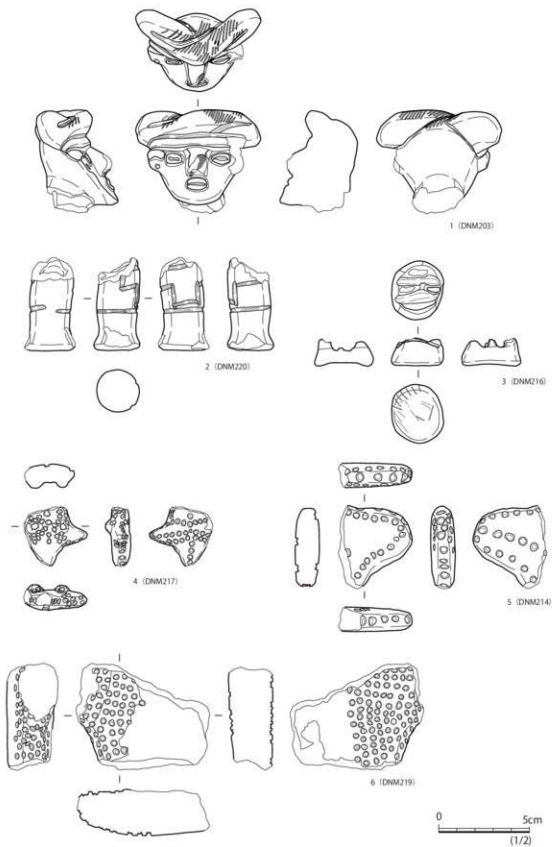 1 (DNM203)
2 (DNM220)
3 (DNM216)
4 (DNM217)
5 (DNM214)
6 (DNM219)
0 5cm
(1/2)